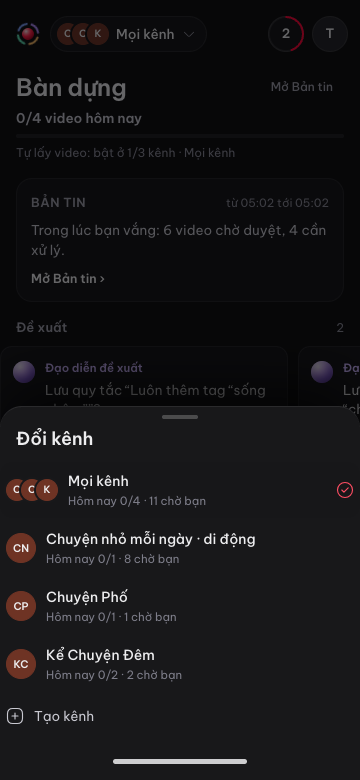 C C K Mọi kênh
2
T
Bàn dựng
Mở Bản tin
0/4 video hôm nay
Tự lấy video: bật ở 1/3 kênh · Mọi kênh
BẢN TIN
từ 05:02 tới 05:02
Trong lúc bạn vắng: 6 video chờ duyệt, 4 cần
xử lý.
Mở Bản tin ›
Đề xuất
2
Đạo diễn đề xuất
Lưu quy tắc “Luôn thêm tag “sống
Đổi kênh
C C K Mọi kênh
Hôm nay 0/4 · 11 chờ bạn
CN Chuyện nhỏ mỗi ngày · di động
Hôm nay 0/1 · 8 chờ bạn
CP Chuyện Phố
Hôm nay 0/1 · 1 chờ bạn
KC Kể Chuyện Đêm
Hôm nay 0/2 · 2 chờ bạn
Tạo kênh